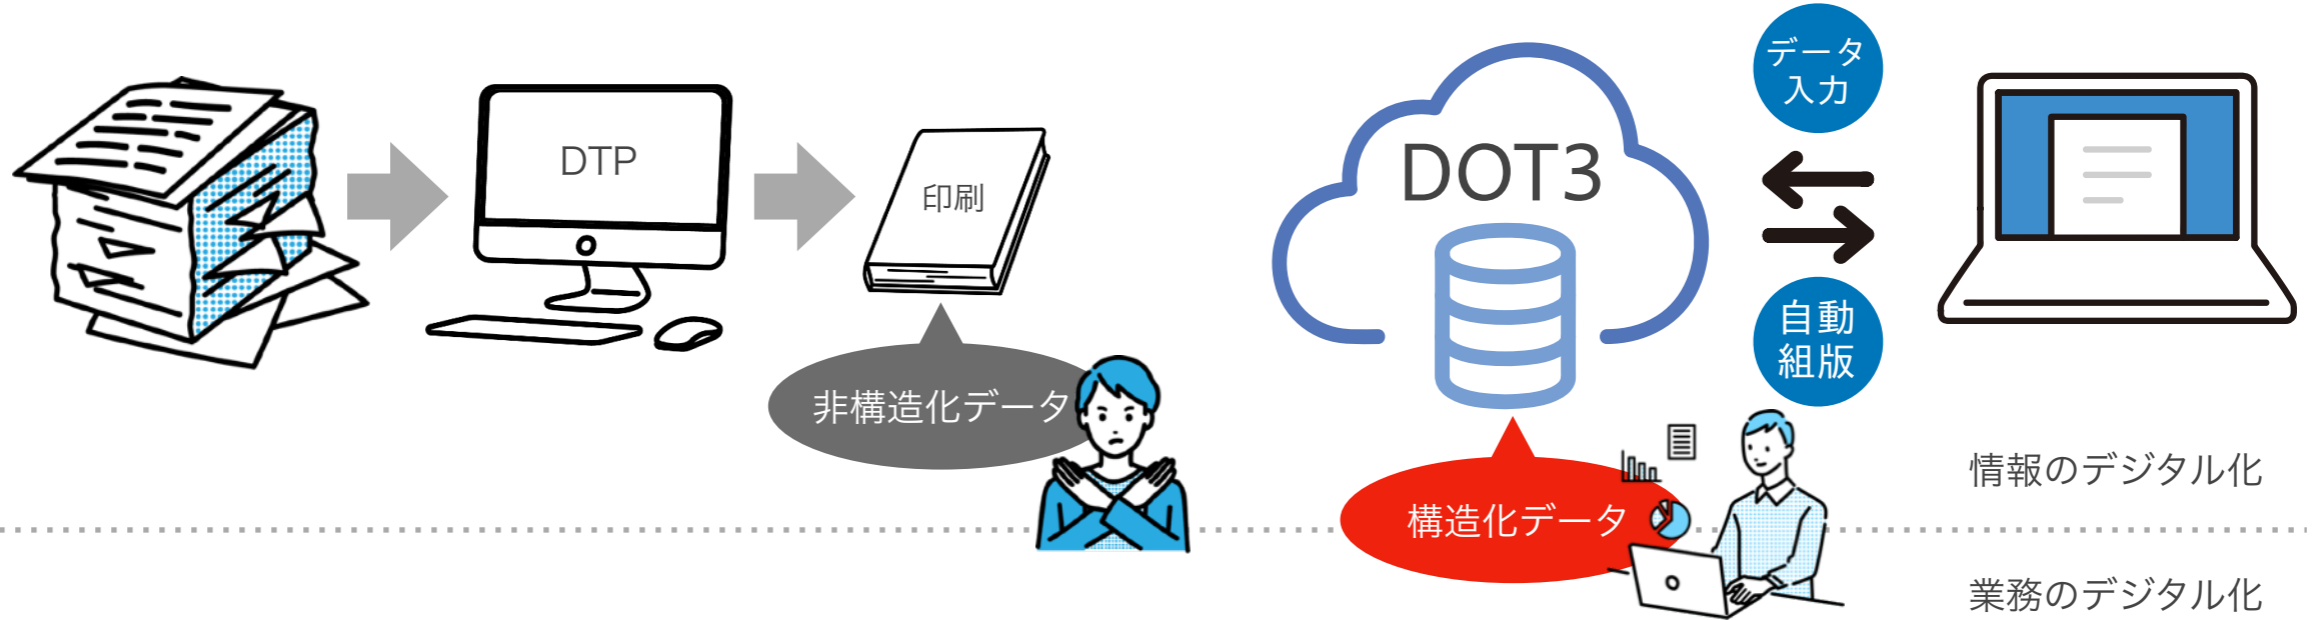 DTP
印刷
非構造化データ
DOT3
データ
入力
自動
組版
構造化データ
情報のデジタル化
業務のデジタル化